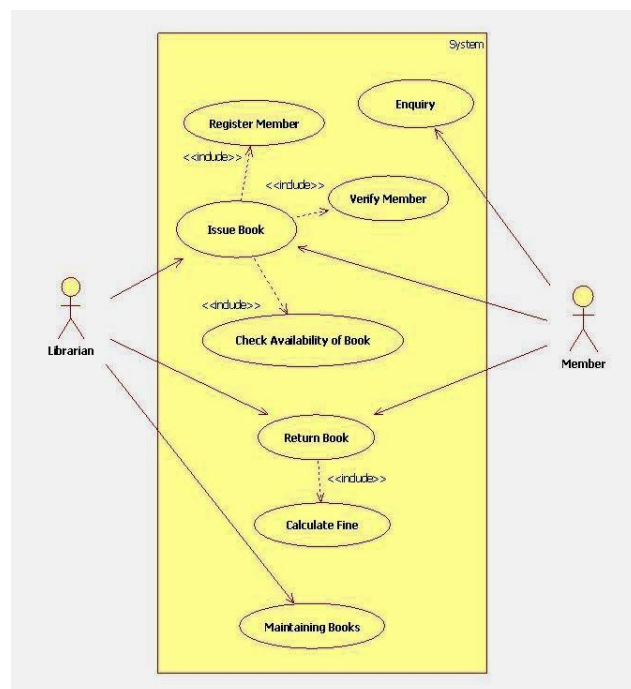 System
Enquiry
Register Member
<<include>>
<<include>>
Verify Member
Issue Book
<<include>>
Check Availability of Book
Librarian
Member
Return Book
<<include>>
Calculate Fine
Maintaining Books